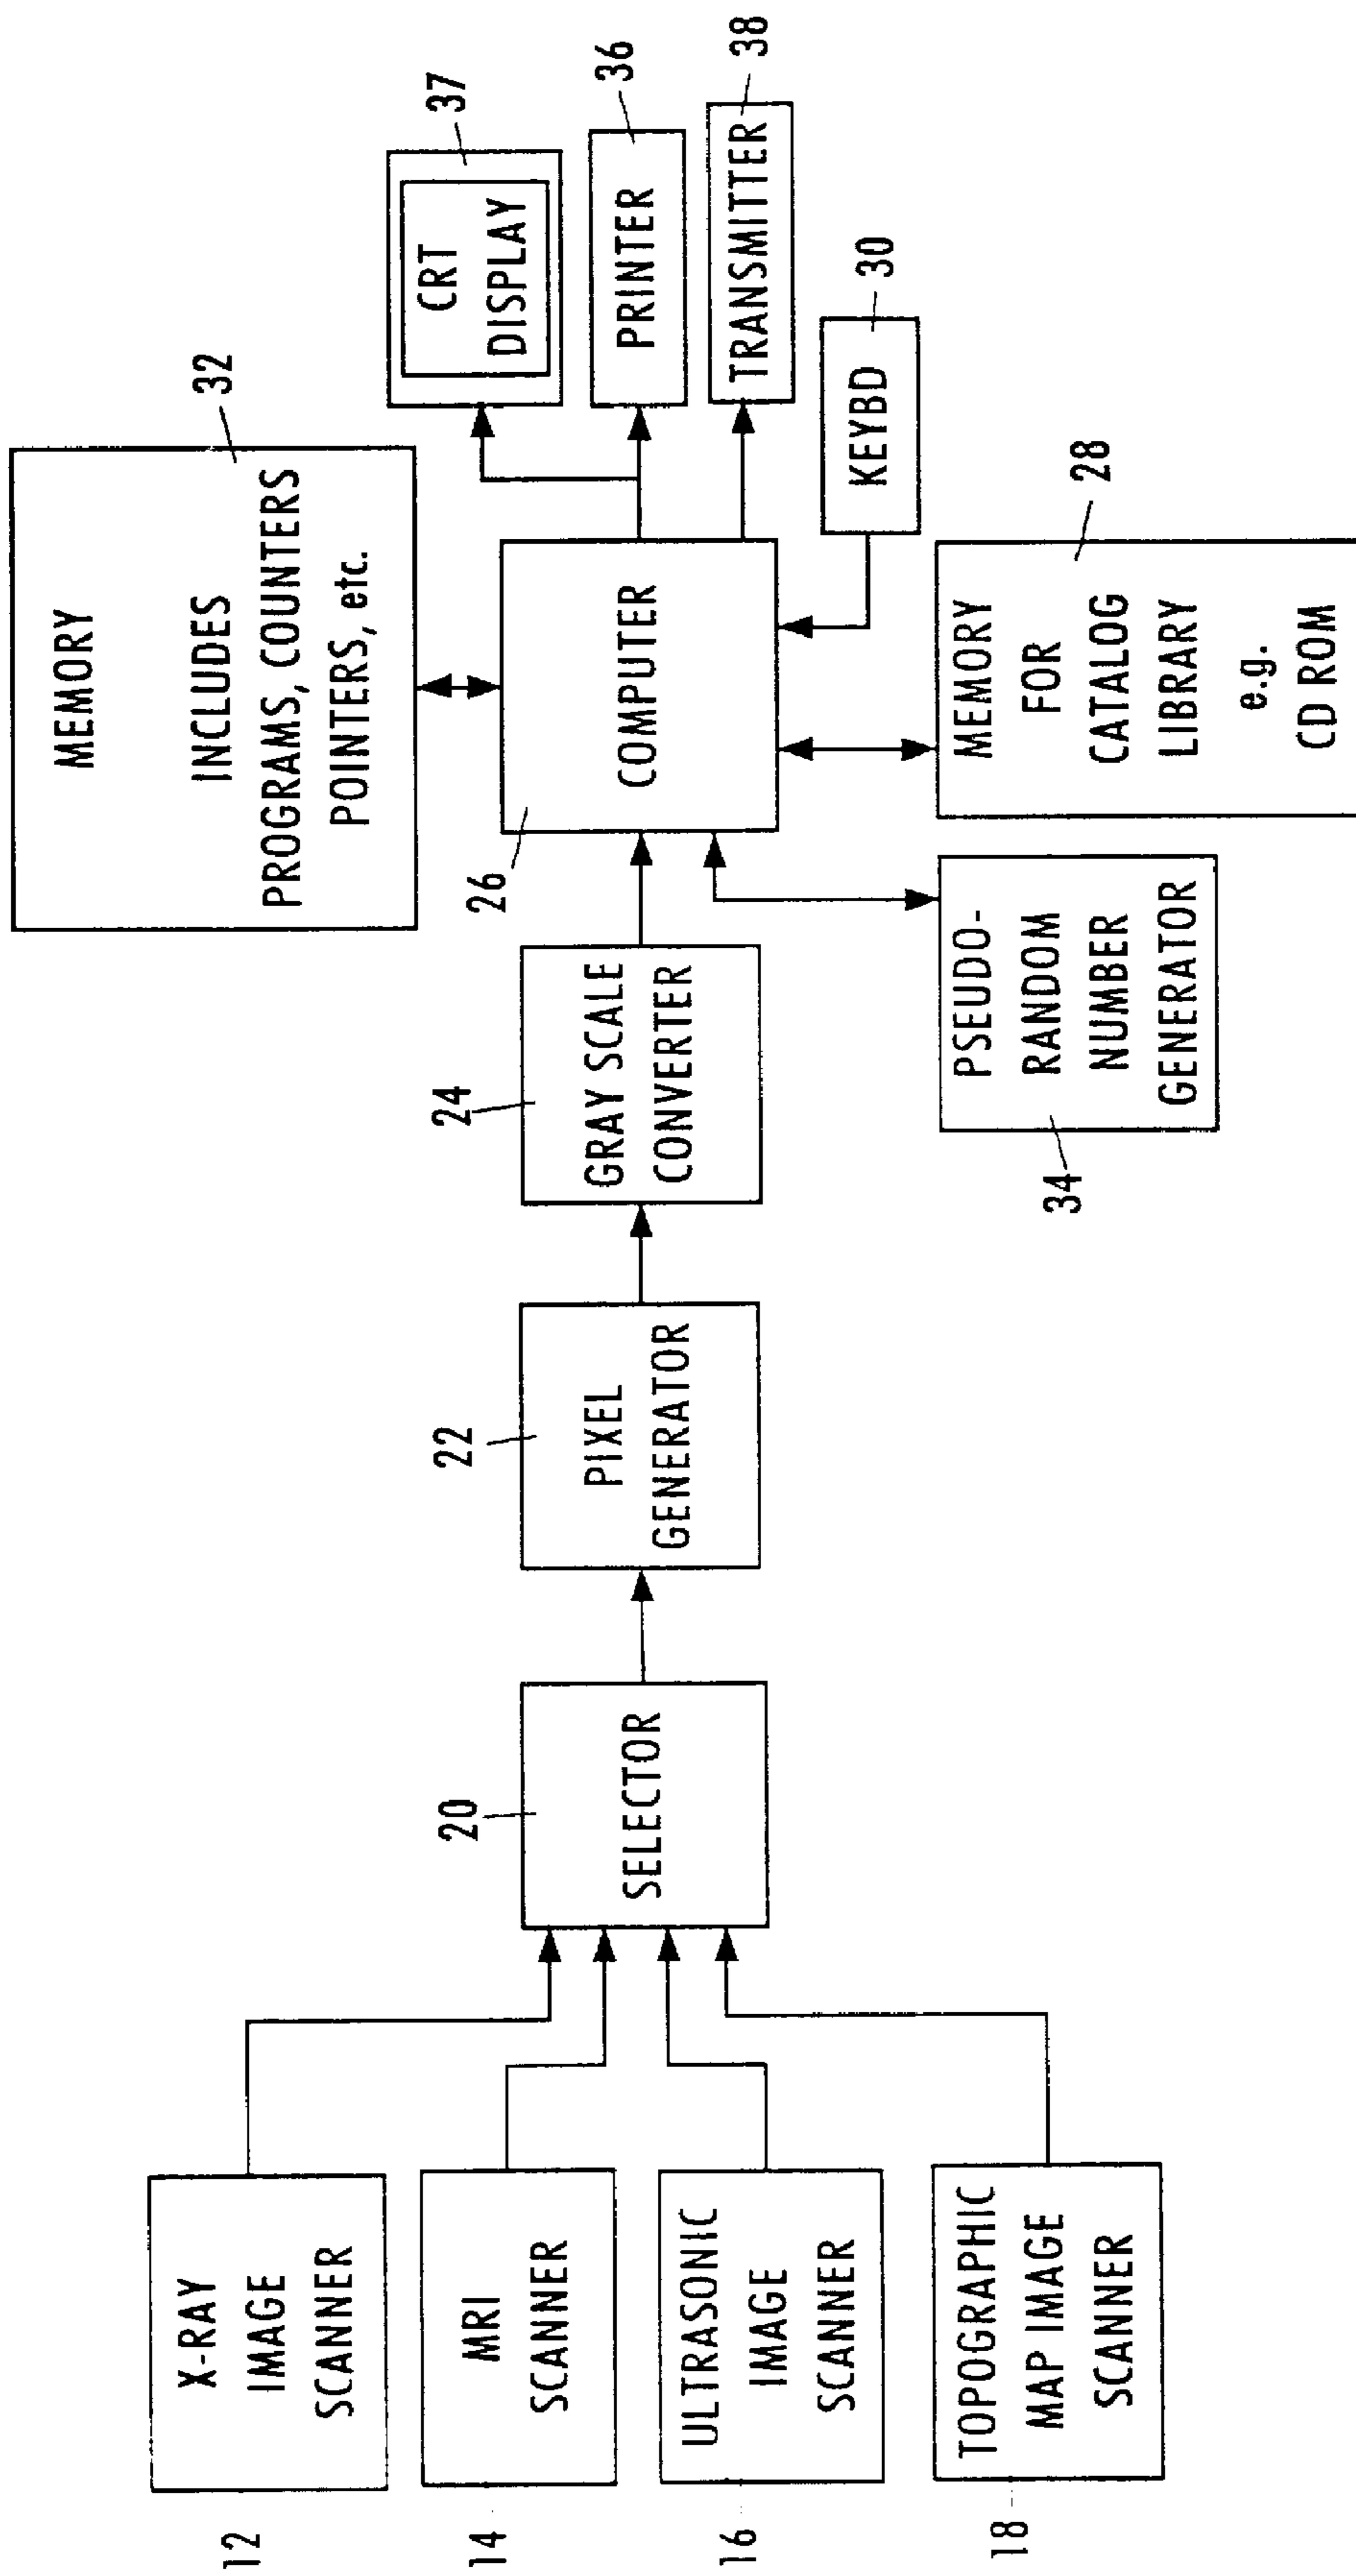 12
X-RAY
IMAGE
SCANNER
14
MRI
SCANNER
16
ULTRASONIC
IMAGE
SCANNER
18
TOPOGRAPHIC
MAP IMAGE
SCANNER
20
SELECTOR
22
PIXEL
GENERATOR
24
GRAY SCALE
CONVERTER
26
COMPUTER
MEMORY
INCLUDES
PROGRAMS, COUNTERS
POINTERS, etc.
32
34
PSEUDO-
RANDOM
NUMBER
GENERATOR
MEMORY
FOR
CATALOG
LIBRARY
e.g.
CD ROM
28
KEYBD
30
CRT
DISPLAY
37
PRINTER
36
TRANSMITTER
38